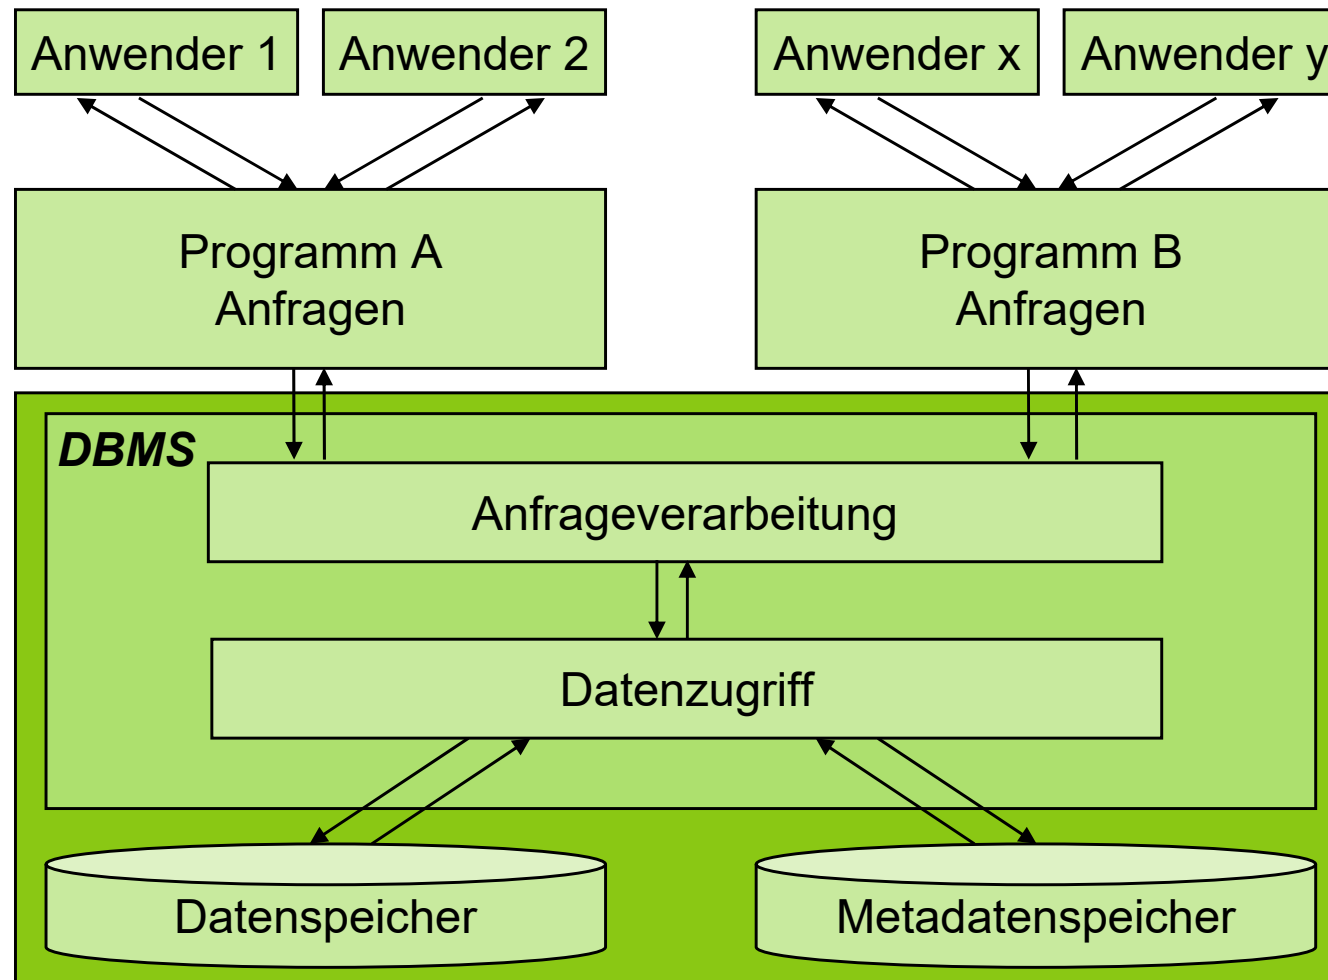 Anwender 1
Anwender 2
Anwender x
Anwender y
Programm A
Anfragen
Programm B
Anfragen
DBMS
Anfrageverarbeitung
Datenzugriff
Datenspeicher
Metadatenspeicher